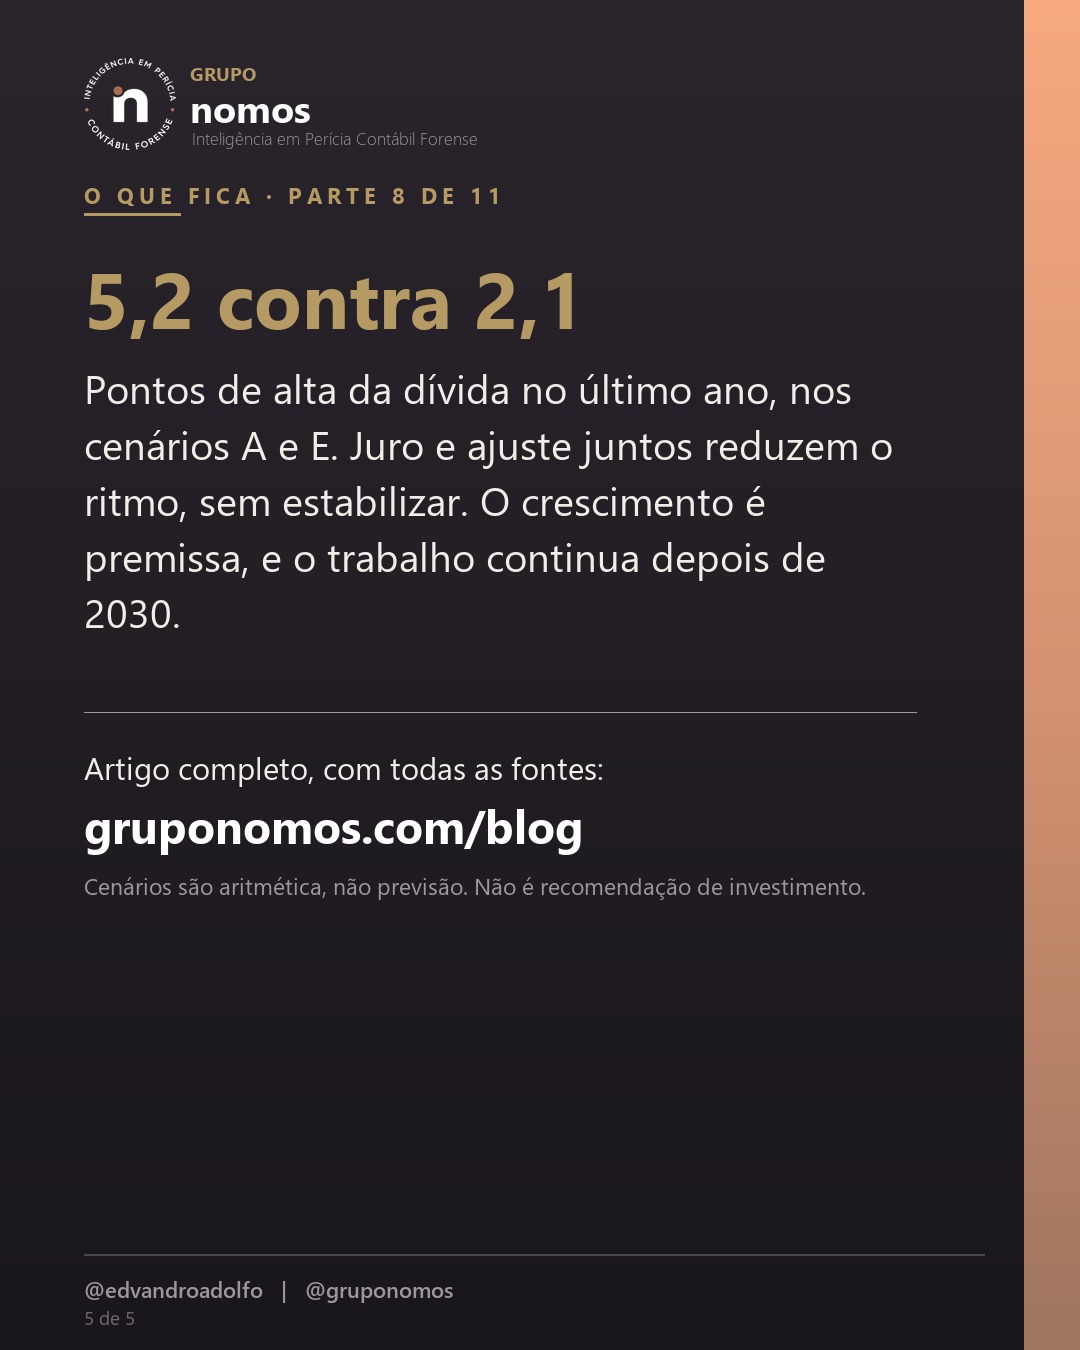 INTELIGÊNCIA EM PERÍCIA
CONTÁBIL FORENSE
n
GRUPO
nomos
Inteligência em Perícia Contábil Forense
O QUE FICA · PARTE 8 DE 11
5,2 contra 2,1
Pontos de alta da dívida no último ano, nos
cenários A e E. Juro e ajuste juntos reduzem o
ritmo, sem estabilizar. O crescimento é
premissa, e o trabalho continua depois de
2030.
Artigo completo, com todas as fontes:
gruponomos.com/blog
Cenários são aritmética, não previsão. Não é recomendação de investimento.
@edvandroadolfo | @gruponomos
5 de 5